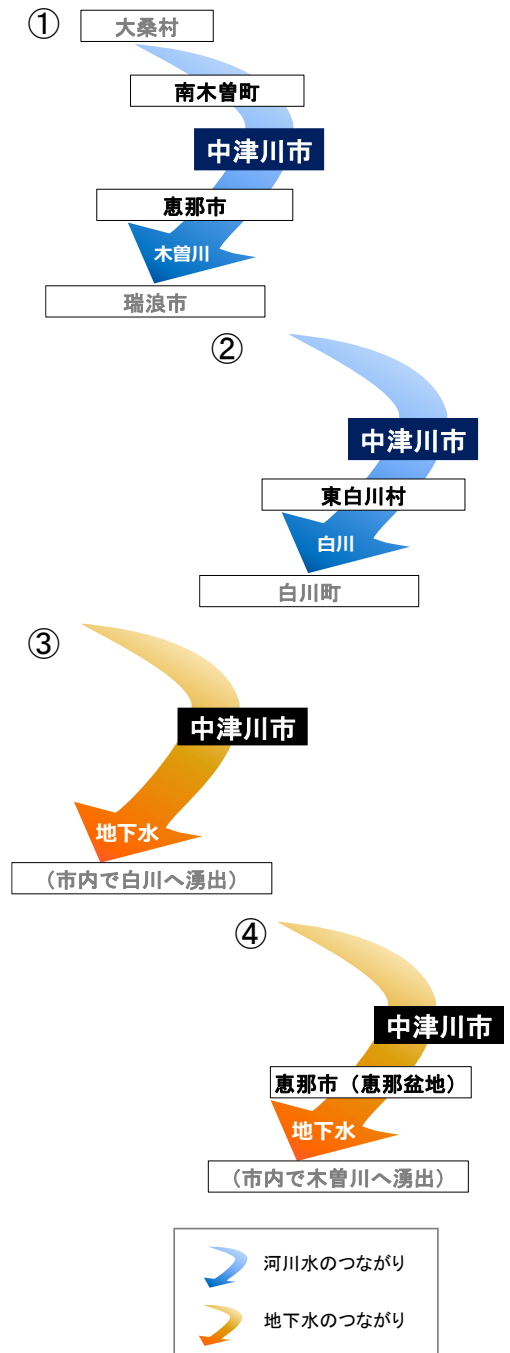 ①
大桑村
南木曽町
中津川市
恵那市
木曽川
瑞浪市
②
中津川市
東白川村
白川
白川町
③
中津川市
地下水
（市内で白川へ湧出）
④
中津川市
恵那市（恵那盆地）
地下水
（市内で木曽川へ湧出）
河川水のつながり
地下水のつながり